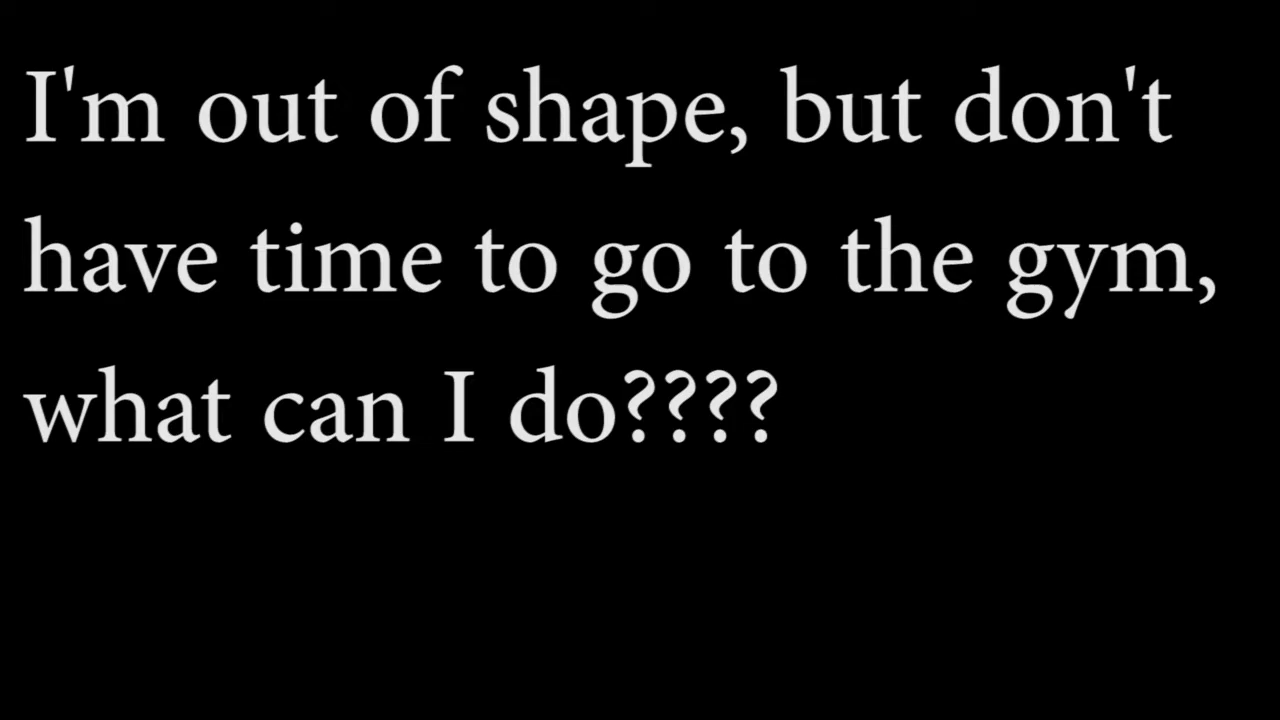 I'm out of shape, but don't
have time to go to the gym,
what can I do????